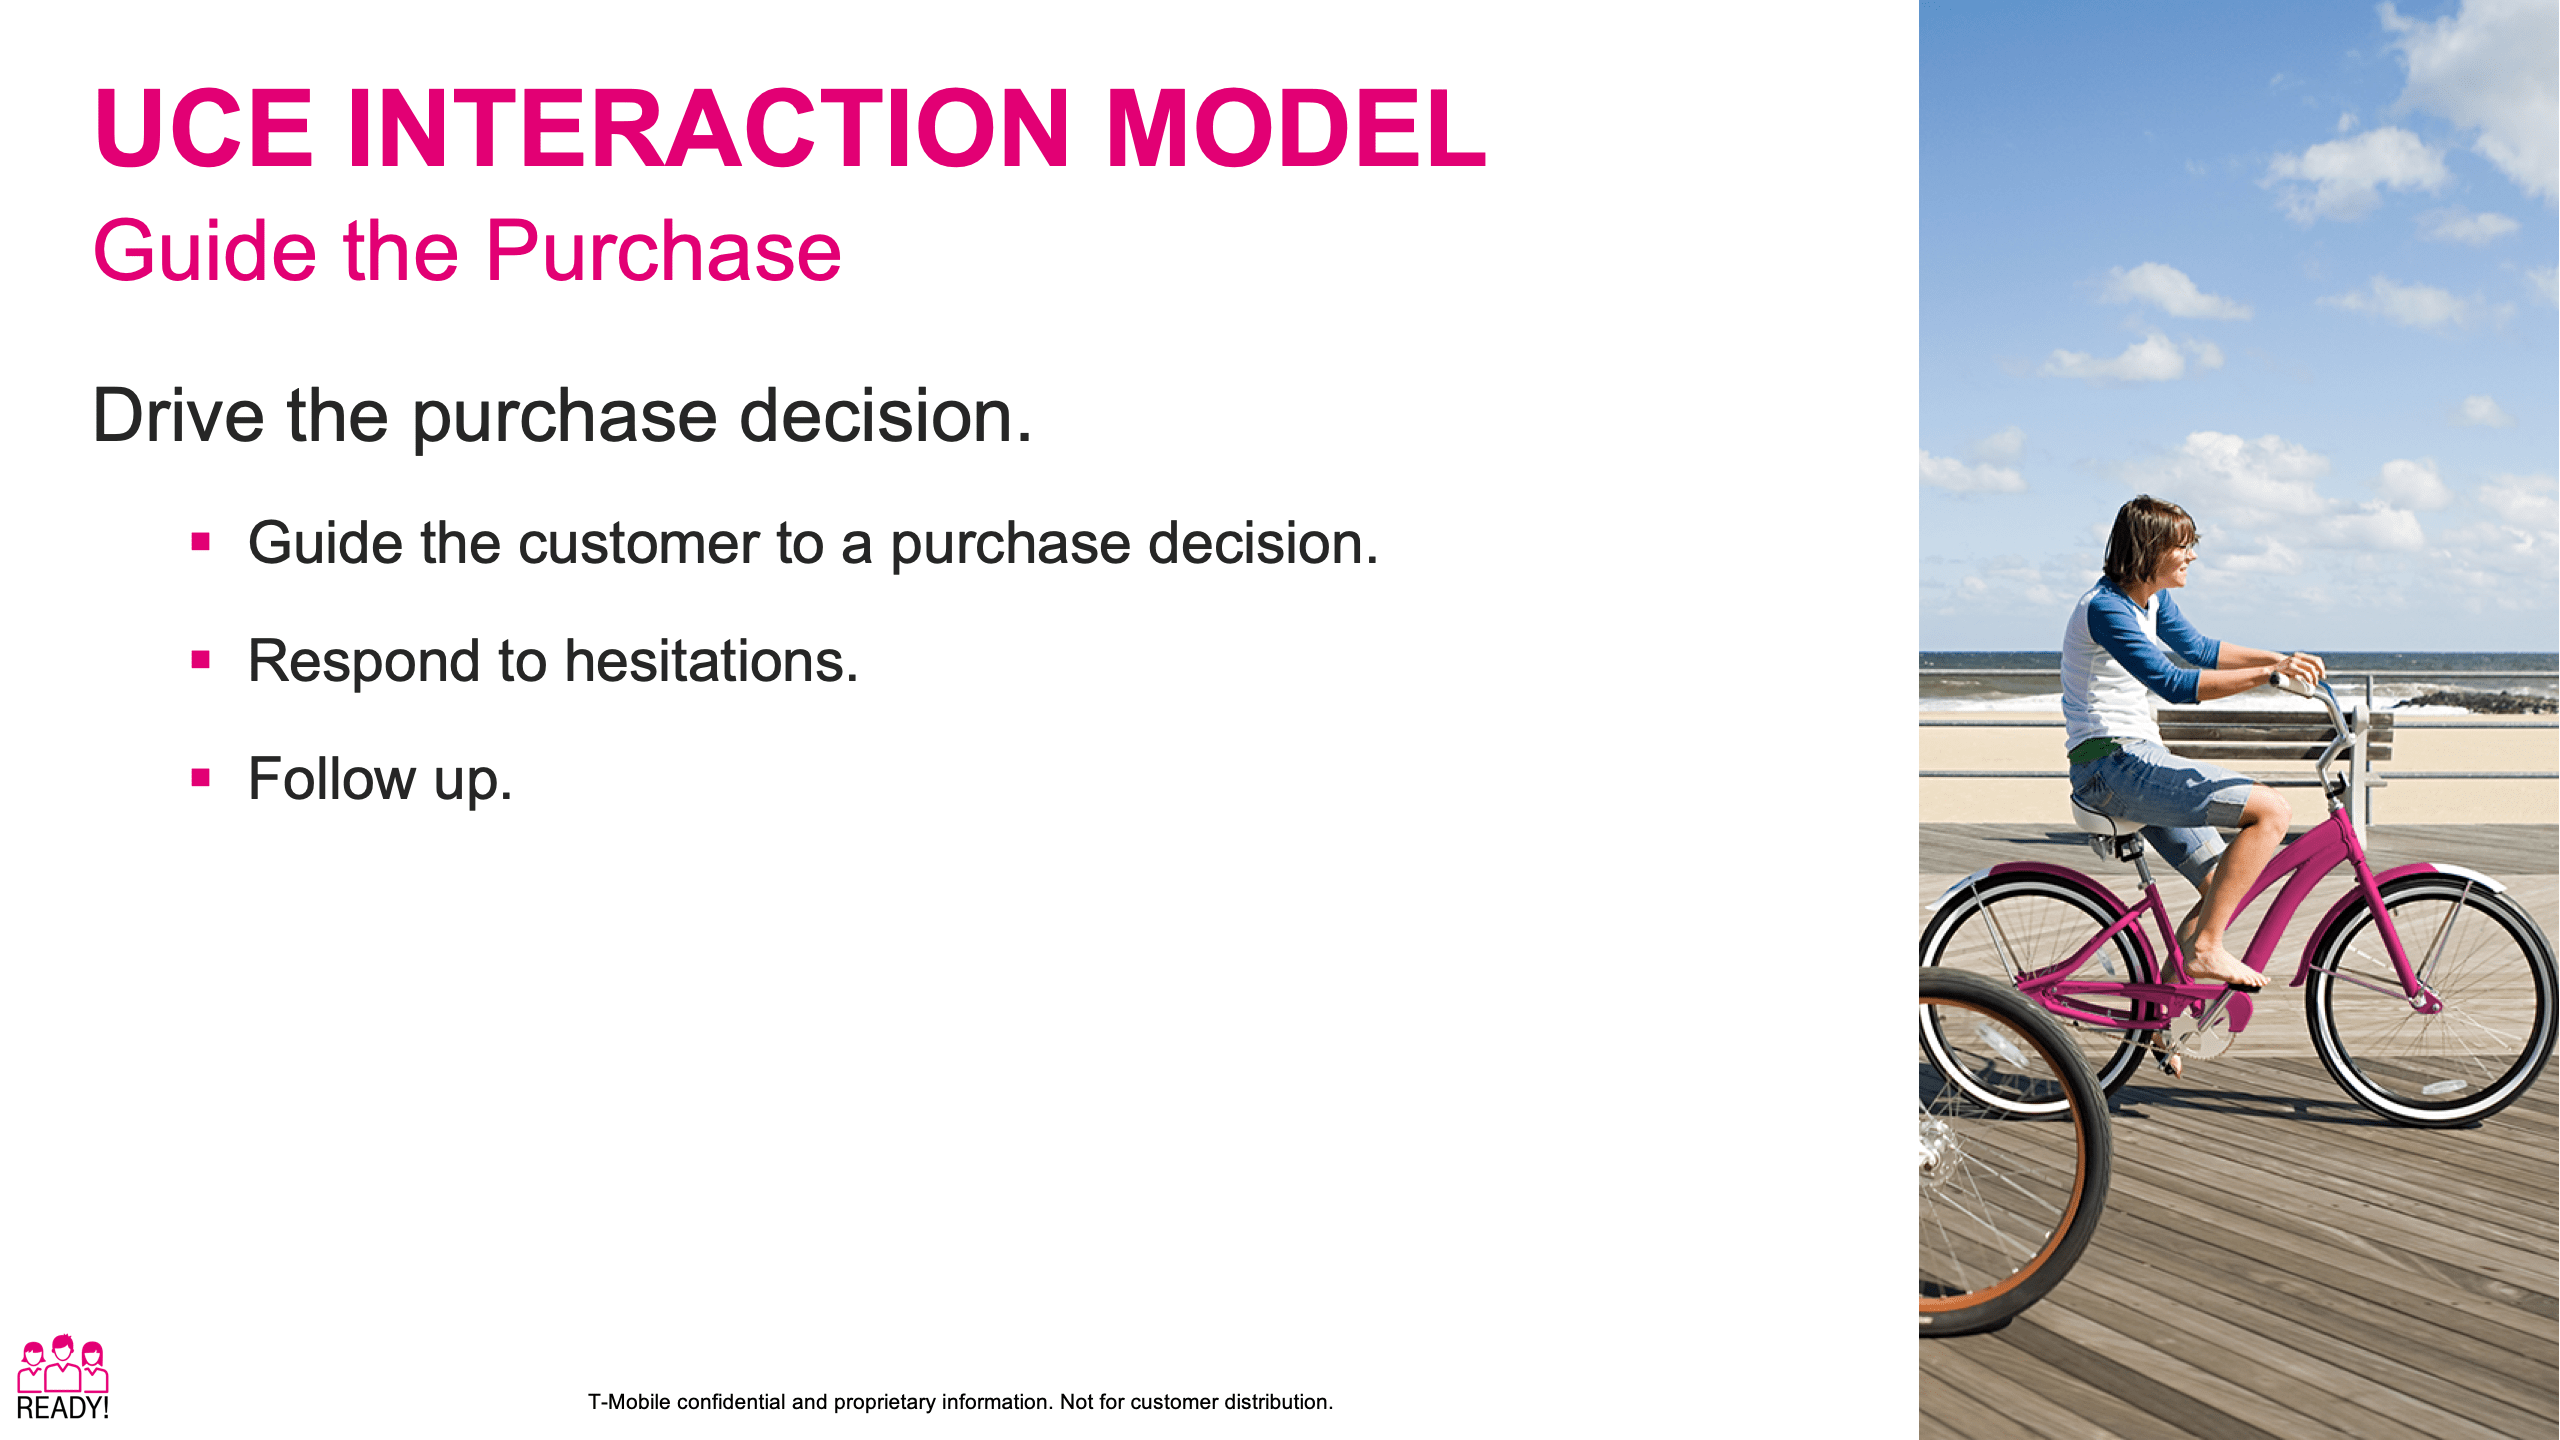 UCE INTERACTION MODEL
Guide the Purchase
Drive the purchase decision.
Guide the customer to a purchase decision.
Respond to hesitations.
Follow up.
READY!
T-Mobile confidential and proprietary information. Not for customer distribution.